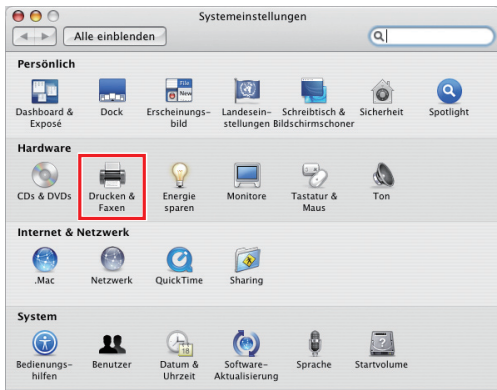 Systemeinstellungen
Alle einblenden
Persönlich
Dashboard & Exposé
Dock
Erscheinungs-
bild
Landesein-
stellungen
Schreibtisch &
Bildschirmschoner
Sicherheit
Spotlight
Hardware
CDs & DVDs
Drucken &
Faxen
Energie
sparen
Monitore
Tastatur &
Maus
Ton
Internet & Netzwerk
.Mac
Netzwerk
QuickTime
Sharing
System
Bedienungs-
hilfen
Benutzer
Datum &
Uhrzeit
Software-
Aktualisierung
Sprache
Startvolume